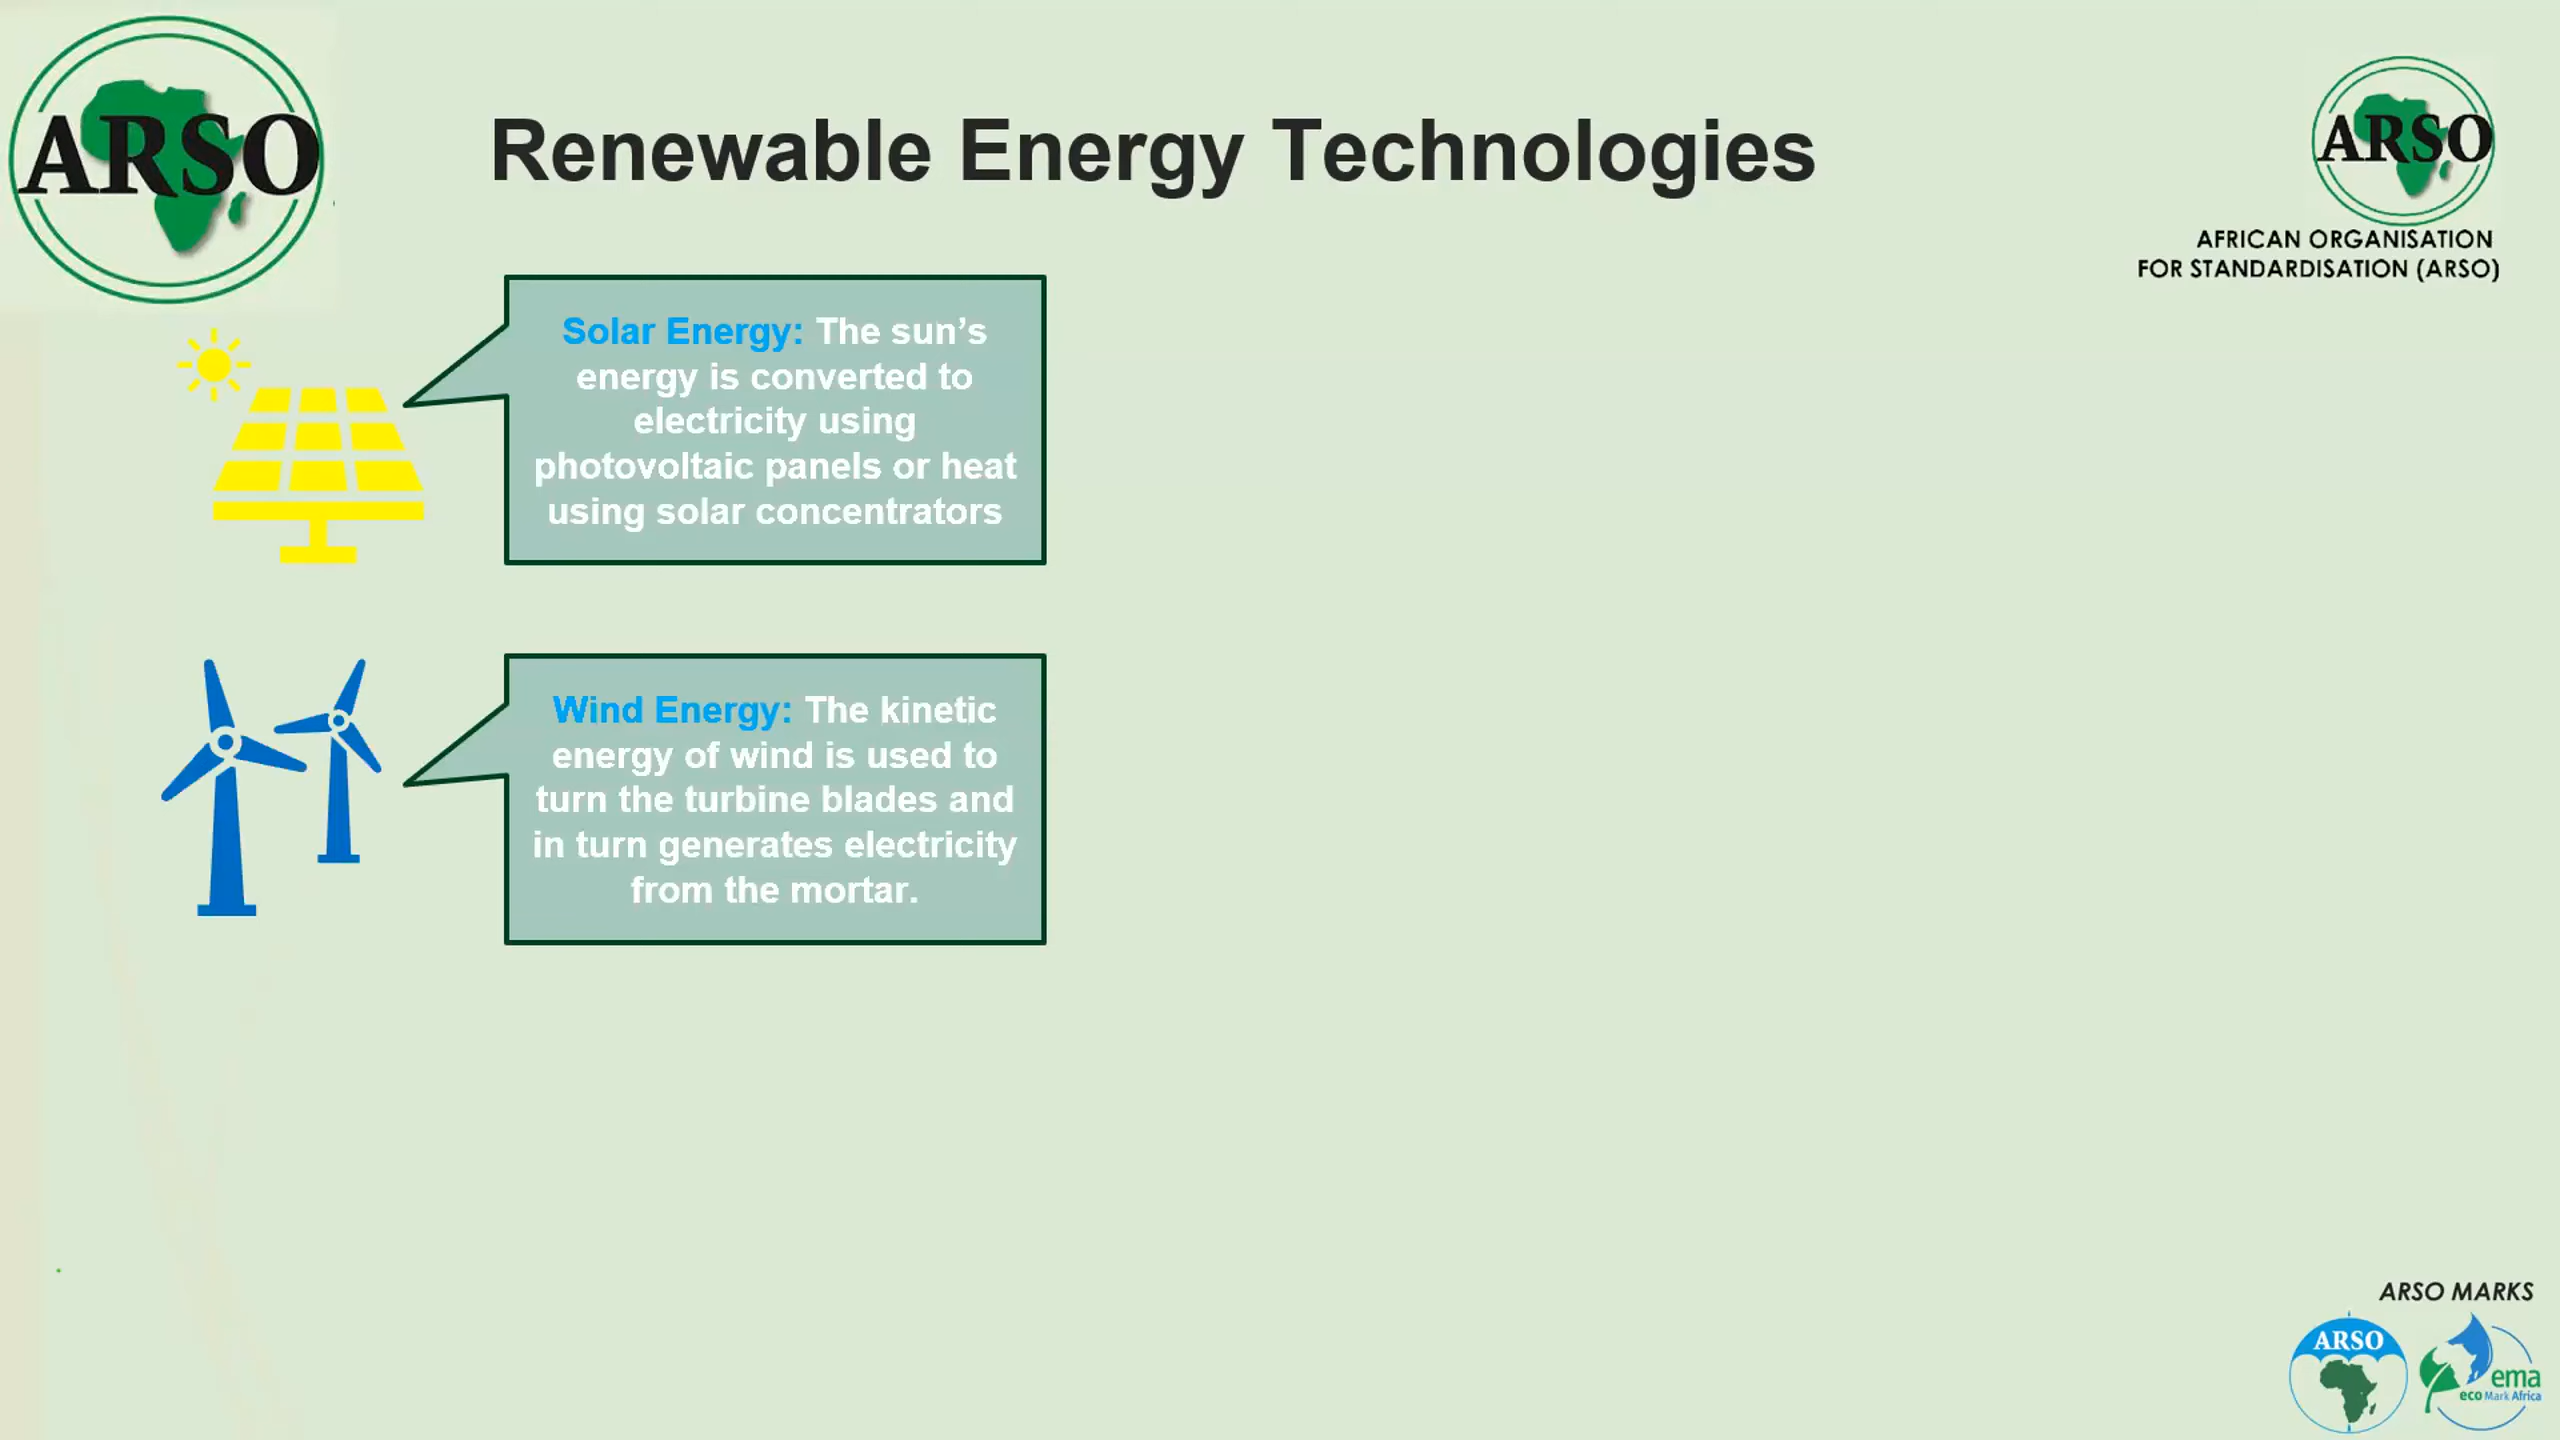 ARSO
Renewable Energy Technologies
ARSO
AFRICAN ORGANISATION
FOR STANDARDISATION (ARSO)
Solar Energy: The sun’s
energy is converted to
electricity using
photovoltaic panels or heat
using solar concentrators
Wind Energy: The kinetic
energy of wind is used to
turn the turbine blades and
in turn generates electricity
from the mortar.
ARSO MARKS
ARSO
ema
eco Mark Africa